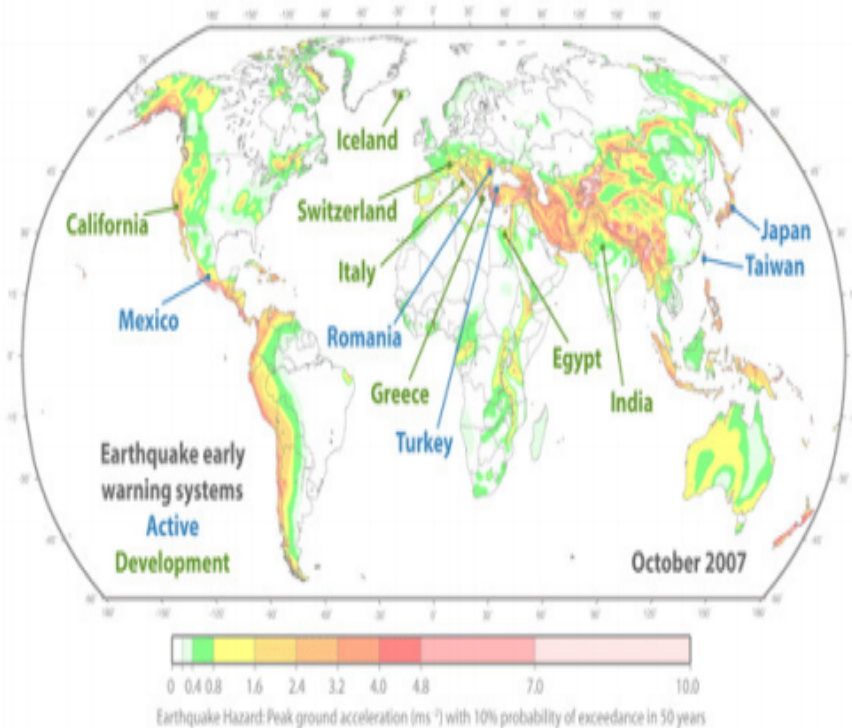 Iceland
Switzerland
California
Italy
Japan
Taiwan
Mexico
Romania
Egypt
Greece
India
Turkey
Earthquake early
warning systems
Active
Development
October 2007
0 0.4 0.8 1.6 2.4 3.2 4.0 4.8 7.0 10.0
Earthquake Hazard: Peak ground acceleration (ms⁻²) with 10% probability of exceedance in 50 years